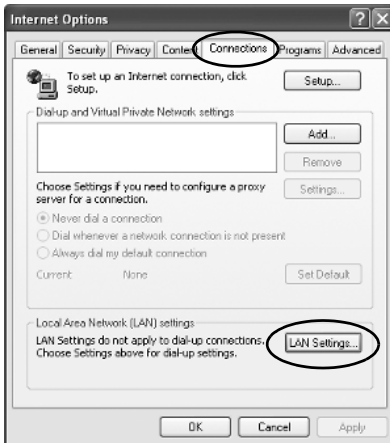 Internet Options
General Security Privacy Content Connections Programs Advanced
To set up an Internet connection, click
Setup.
Setup...
Dial-up and Virtual Private Network settings
Add...
Remove
Choose Settings if you need to configure a proxy
server for a connection.
Settings...
Never dial a connection
Dial whenever a network connection is not present
Always dial my default connection
Current None
Set Default
Local Area Network (LAN) settings
LAN Settings do not apply to dial-up connections.
Choose Settings above for dial-up settings.
LAN Settings...
OK Cancel Apply